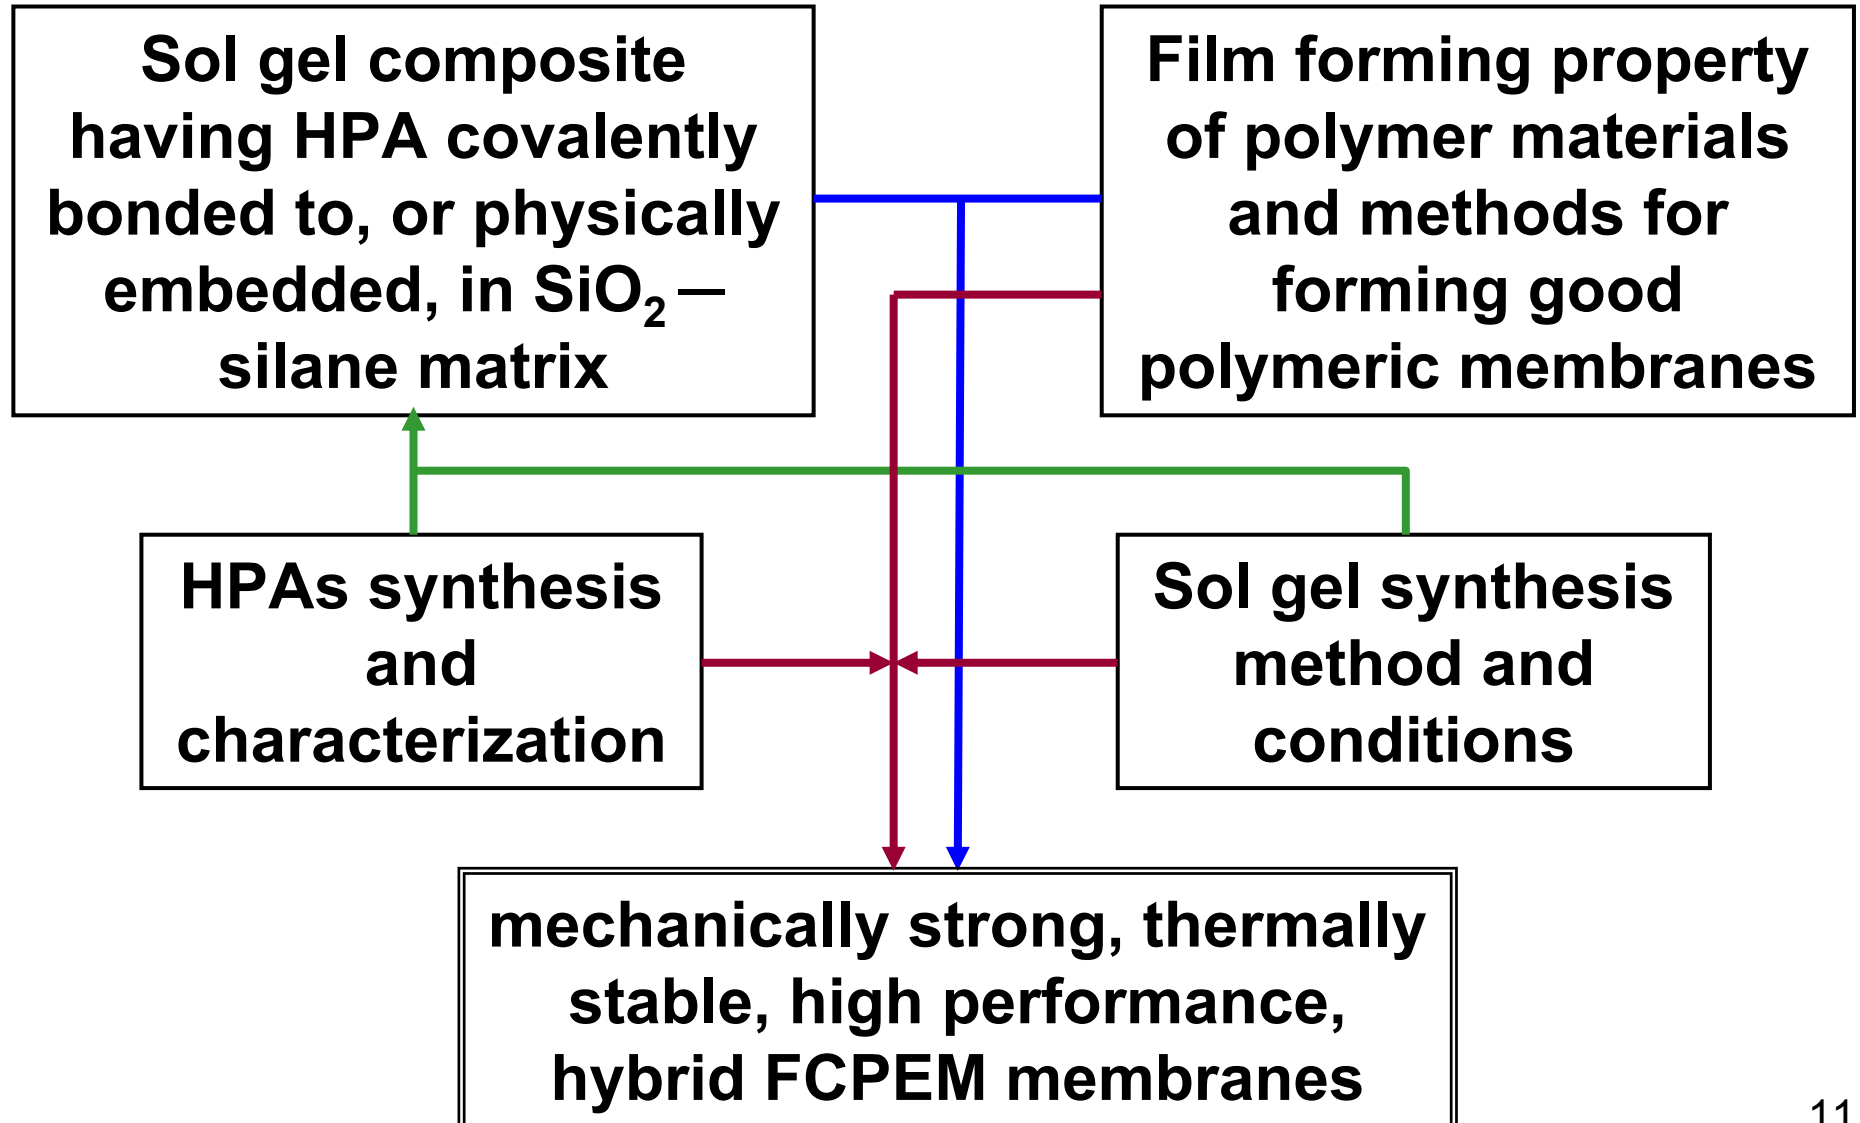 Sol gel composite
having HPA covalently
bonded to, or physically
embedded, in SiO₂ —
silane matrix
Film forming property
of polymer materials
and methods for
forming good
polymeric membranes
HPAs synthesis
and
characterization
Sol gel synthesis
method and
conditions
mechanically strong, thermally
stable, high performance,
hybrid FCPEM membranes
11